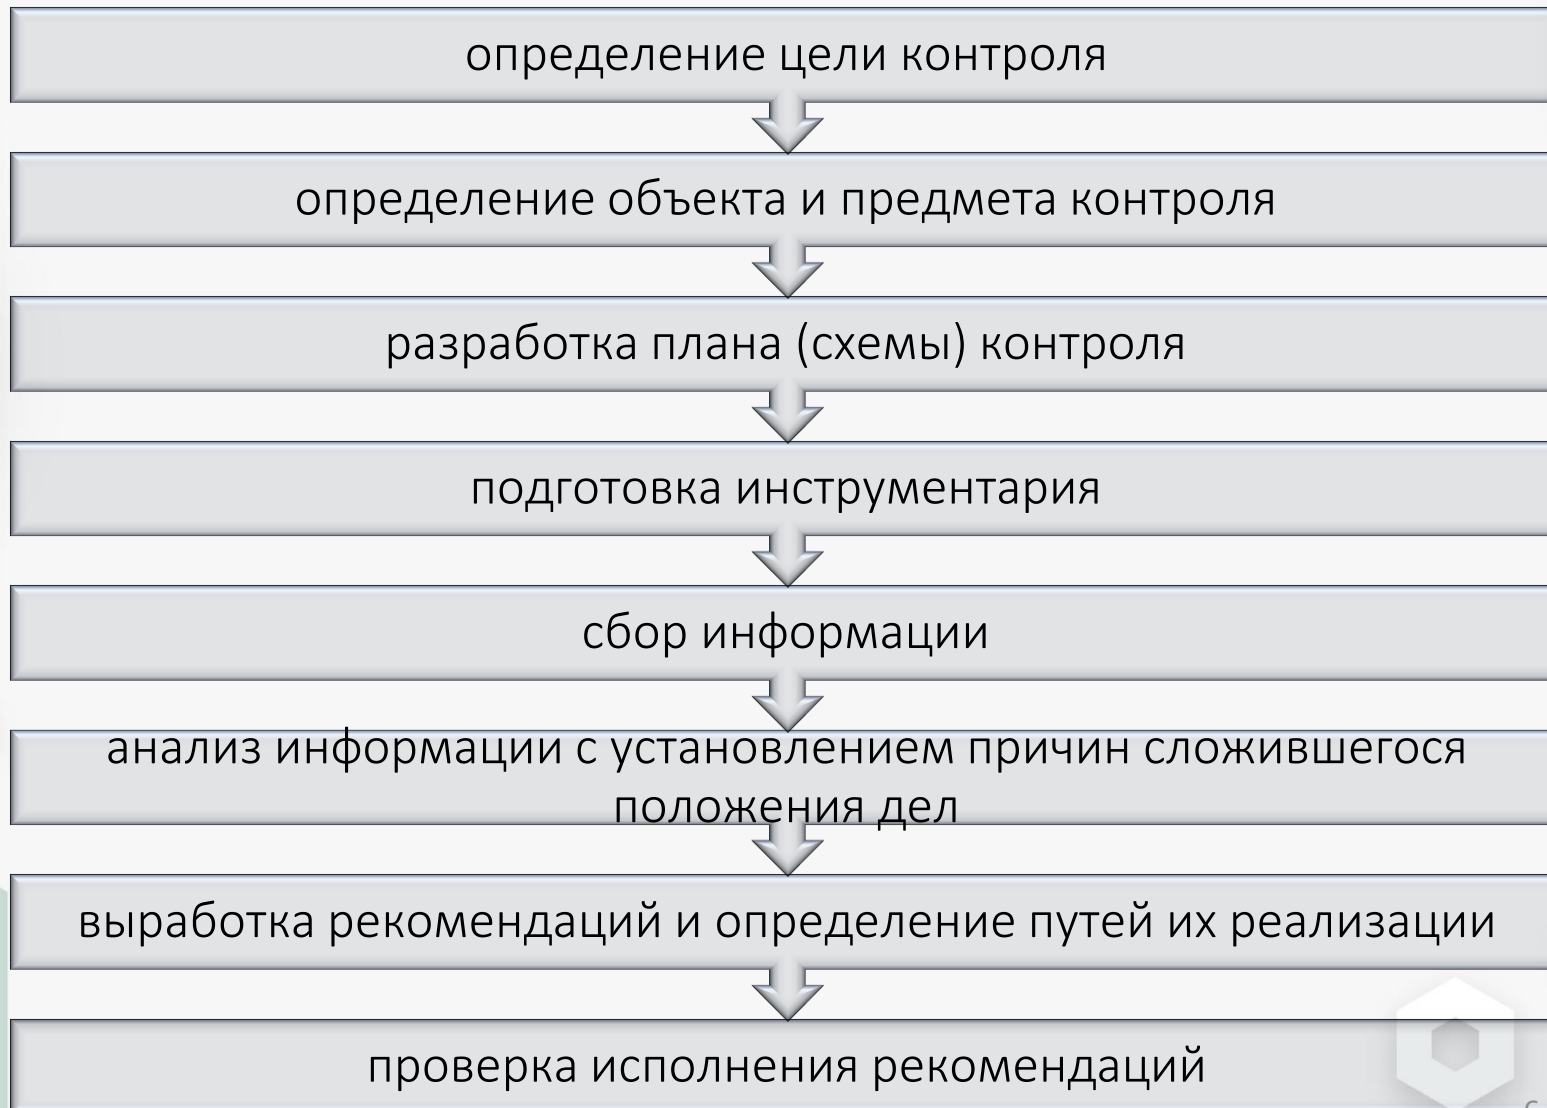 определение цели контроля
определение объекта и предмета контроля
разработка плана (схемы) контроля
подготовка инструментария
сбор информации
анализ информации с установлением причин сложившегося
положения дел
выработка рекомендаций и определение путей их реализации
проверка исполнения рекомендаций